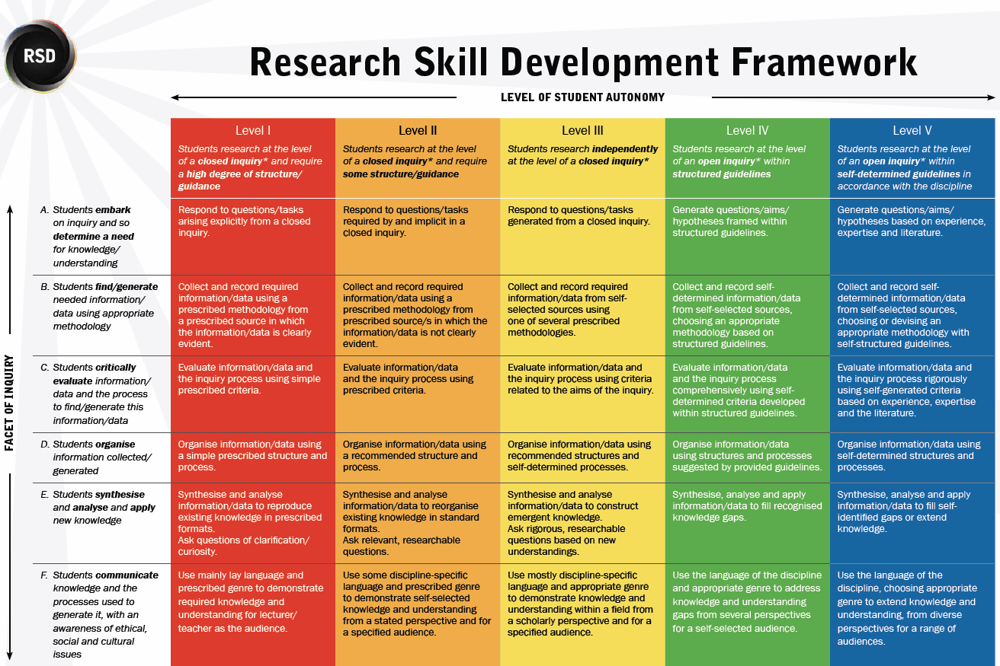 RSD
Research Skill Development Framework
LEVEL OF STUDENT AUTONOMY
Level I
Students research at the level
of a closed inquiry* and require
a high degree of structure/
guidance
Level II
Students research at the level
of a closed inquiry* and require
some structure/guidance
Level III
Students research independently
at the level of a closed inquiry*
Level IV
Students research at the level
of an open inquiry* within
structured guidelines
Level V
Students research at the level
of an open inquiry* within
self-determined guidelines in
accordance with the discipline
FACET OF INQUIRY
A. Students embark
on inquiry and so
determine a need
for knowledge/
understanding
Respond to questions/tasks
arising explicitly from a closed
inquiry.
Respond to questions/tasks
required by and implicit in a
closed inquiry.
Respond to questions/tasks
generated from a closed inquiry.
Generate questions/aims/
hypotheses framed within
structured guidelines.
Generate questions/aims/
hypotheses based on experience,
expertise and literature.
B. Students find/generate
needed information/
data using appropriate
methodology
Collect and record required
information/data using a
prescribed methodology from
a prescribed source in which
the information/data is clearly
evident.
Collect and record required
information/data using a
prescribed methodology from
prescribed source/s in which the
information/data is not clearly
evident.
Collect and record required
information/data from self-
selected sources using
one of several prescribed
methodologies.
Collect and record self-
determined information/data
from self-selected sources,
choosing an appropriate
methodology based on
structured guidelines.
Collect and record self-
determined information/data
from self-selected sources,
choosing or devising an
appropriate methodology with
self-structured guidelines.
C. Students critically
evaluate information/
data and the process
to find/generate this
information/data
Evaluate information/data and
the inquiry process using simple
prescribed criteria.
Evaluate information/data
and the inquiry process using
prescribed criteria.
Evaluate information/data and
the inquiry process using criteria
related to the aims of the inquiry.
Evaluate information/data
and the inquiry process
comprehensively using self-
determined criteria developed
within structured guidelines.
Evaluate information/data and
the inquiry process rigorously
using self-generated criteria
based on experience, expertise
and the literature.
D. Students organise
information collected/
generated
Organise information/data using
a simple prescribed structure and
process.
Organise information/data using
a recommended structure and
process.
Organise information/data using
recommended structures and
self-determined processes.
Organise information/data
using structures and processes
suggested by provided guidelines.
Organise information/data using
self-determined structures and
processes.
E. Students synthesise
and analyse and apply
new knowledge
Synthesise and analyse
information/data to reproduce
existing knowledge in prescribed
formats.
Ask questions of clarification/
curiosity.
Synthesise and analyse
information/data to reorganise
existing knowledge in standard
formats.
Ask relevant, researchable
questions.
Synthesise and analyse
information/data to construct
emergent knowledge.
Ask rigorous, researchable
questions based on new
understandings.
Synthesise, analyse and apply
information/data to fill recognised
knowledge gaps.
Synthesise, analyse and apply
information/data to fill self-
identified gaps or extend
knowledge.
F. Students communicate
knowledge and the
processes used to
generate it, with an
awareness of ethical,
social and cultural
issues
Use mainly lay language and
prescribed genre to demonstrate
required knowledge and
understanding for lecturer/
teacher as the audience.
Use some discipline-specific
language and prescribed genre
to demonstrate self-selected
knowledge and understanding
from a stated perspective and for
a specified audience.
Use mostly discipline-specific
language and appropriate genre
to demonstrate knowledge and
understanding within a field from
a scholarly perspective and for a
specified audience.
Use the language of the discipline
and appropriate genre to address
knowledge and understanding
gaps from several perspectives
for a self-selected audience.
Use the language of the
discipline, choosing appropriate
genre to extend knowledge and
understanding, from diverse
perspectives for a range of
audiences.